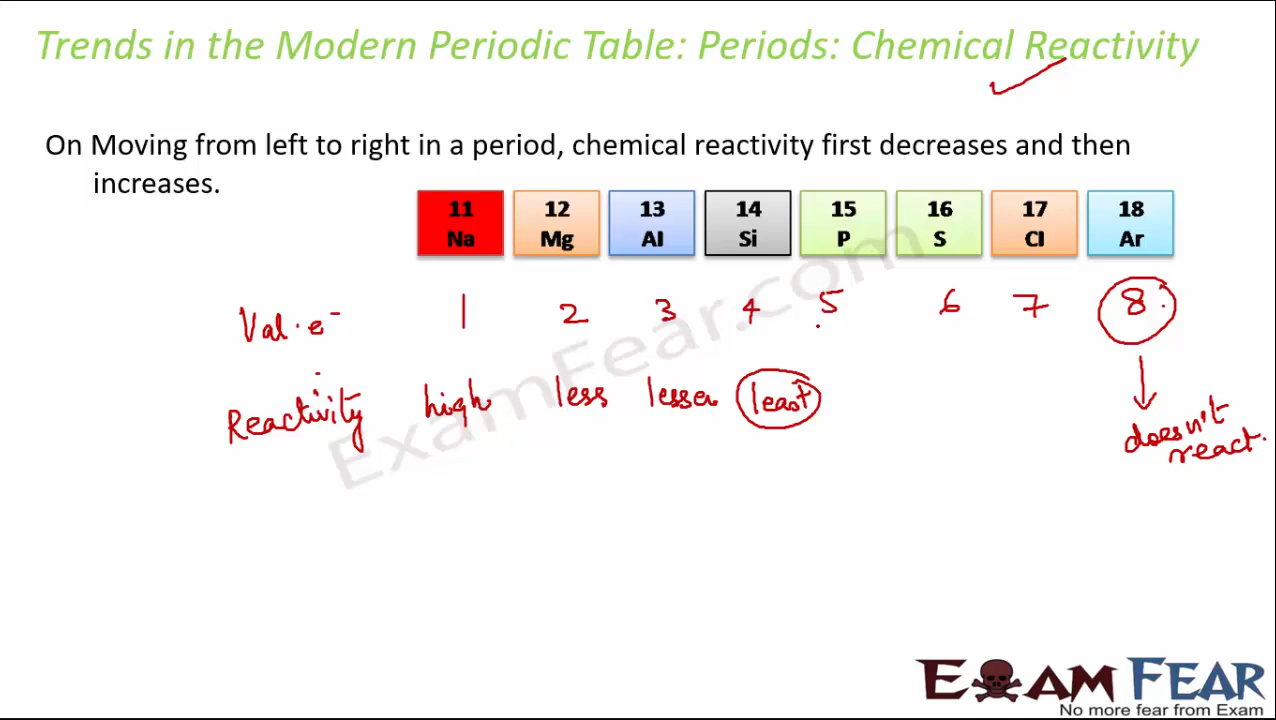 Trends in the Modern Periodic Table: Periods: Chemical Reactivity
On Moving from left to right in a period, chemical reactivity first decreases and then
increases.
11 12 13 14 15 16 17 18
Na Mg Al Si P S Cl Ar
Val. e⁻ 1 2 3 4 5 6 7 8
Reactivity high less lesser least
doesn't
react.
ExamFear.com
EXAM FEAR
No more fear from Exam